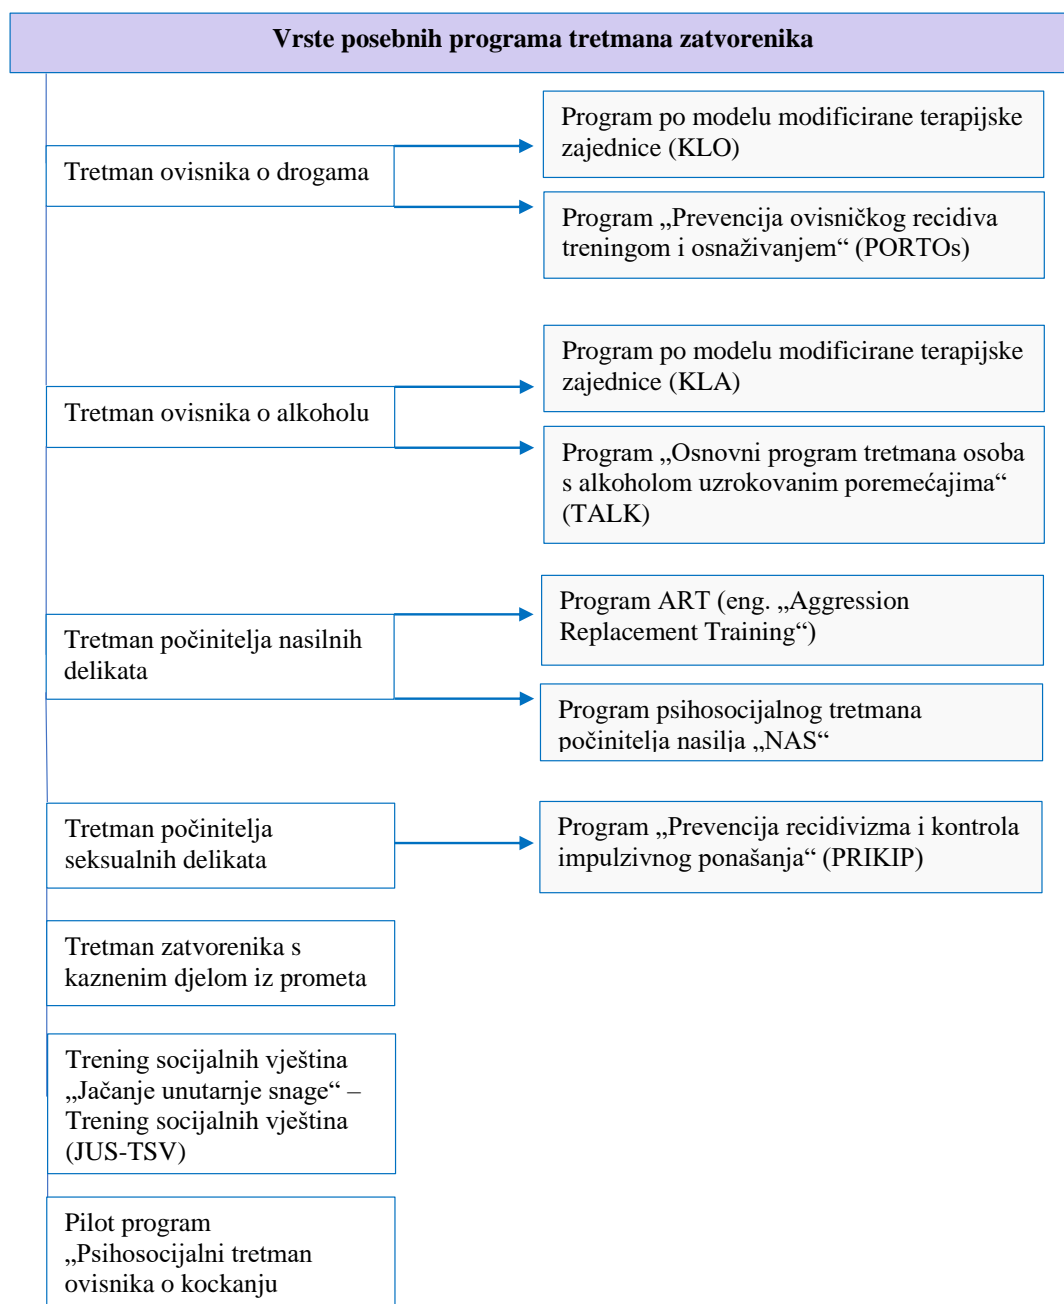 Vrste posebnih programa tretmana zatvorenika
Tretman ovisnika o drogama
Program po modelu modificirane terapijske
zajednice (KLO)
Program „Prevencija ovisničkog recidiva
treningom i osnaživanjem“ (PORTOs)
Tretman ovisnika o alkoholu
Program po modelu modificirane terapijske
zajednice (KLA)
Program „Osnovni program tretmana osoba
s alkoholom uzrokovanim poremećajima“
(TALK)
Tretman počinitelja nasilnih
delikata
Program ART (eng. „Aggression
Replacement Training“)
Program psihosocijalnog tretmana
počinitelja nasilja „NAS“
Tretman počinitelja
seksualnih delikata
Program „Prevencija recidivizma i kontrola
impulzivnog ponašanja“ (PRIKIP)
Tretman zatvorenika s
kaznenim djelom iz prometa
Trening socijalnih vještina
„Jačanje unutarnje snage“ –
Trening socijalnih vještina
(JUS-TSV)
Pilot program
„Psihosocijalni tretman
ovisnika o kockanju